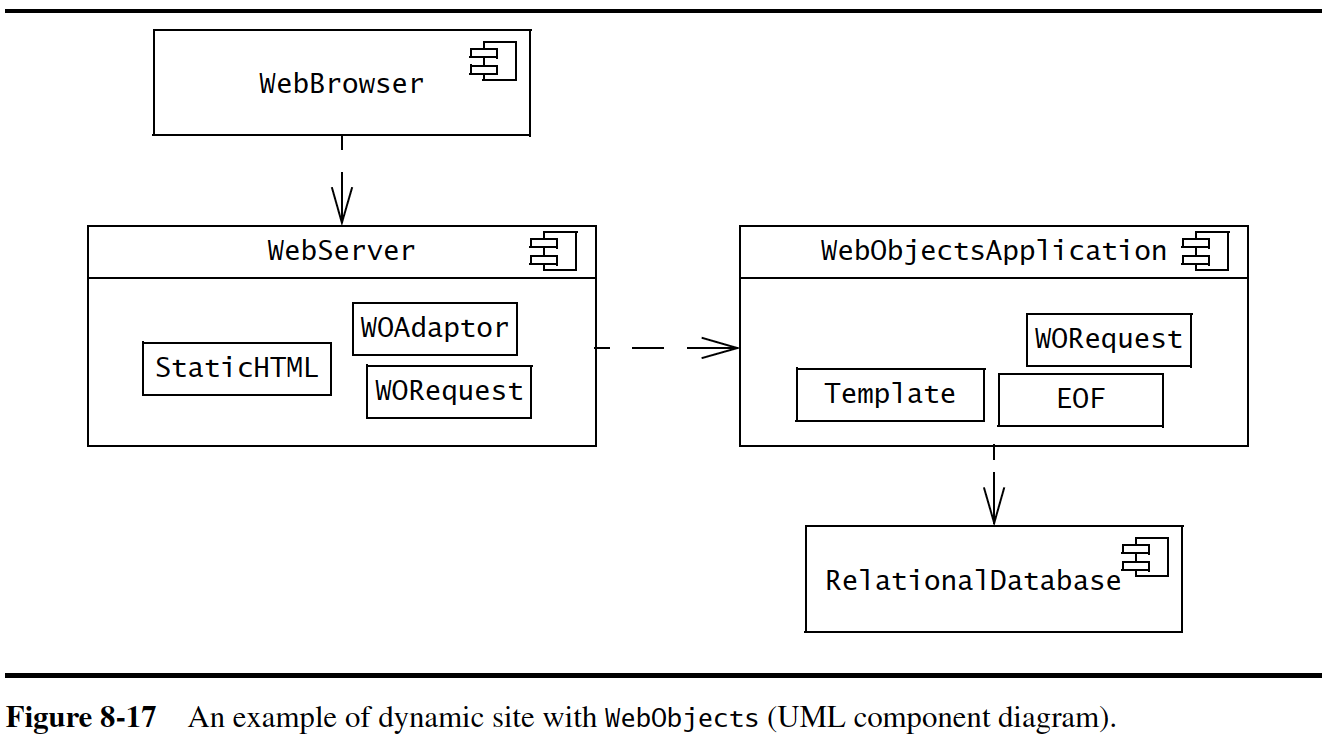 WebBrowser
WebServer
WebObjectsApplication
WOAdaptor
StaticHTML
WORequest
WORequest
Template
EOF
RelationalDatabase
Figure 8-17 An example of dynamic site with WebObjects (UML component diagram).